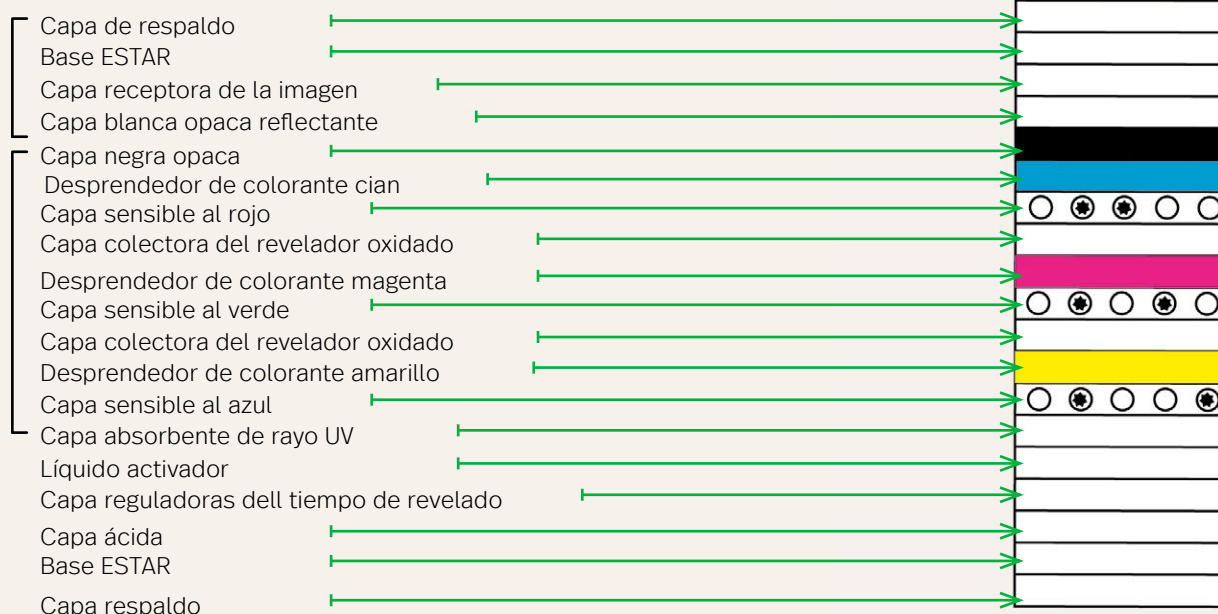 Capa de respaldo
Base ESTAR
Capa receptora de la imagen
Capa blanca opaca reflectante
Capa negra opaca
Desprendedor de colorante cian
Capa sensible al rojo
Capa colectora del revelador oxidado
Desprendedor de colorante magenta
Capa sensible al verde
Capa colectora del revelador oxidado
Desprendedor de colorante amarillo
Capa sensible al azul
Capa absorbente de rayo UV
Líquido activador
Capa reguladoras dell tiempo de revelado
Capa ácida
Base ESTAR
Capa respaldo